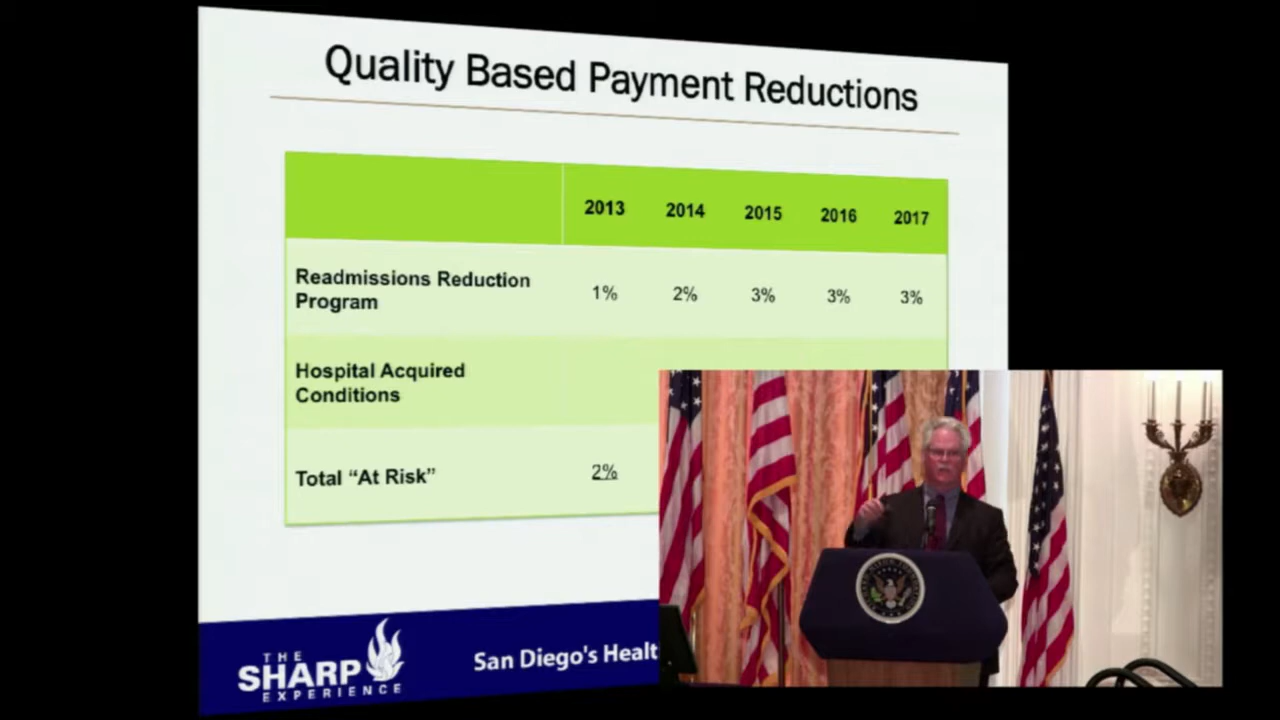 Quality Based Payment Reductions
2013 2014 2015 2016 2017
Readmissions Reduction
Program
1% 2% 3% 3% 3%
Hospital Acquired
Conditions
Total “At Risk” 2%
THE
SHARP
EXPERIENCE
San Diego's Healt